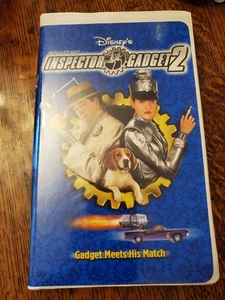 Disney's
INSPECTOR GADGET 2
Gadget Meets His Match